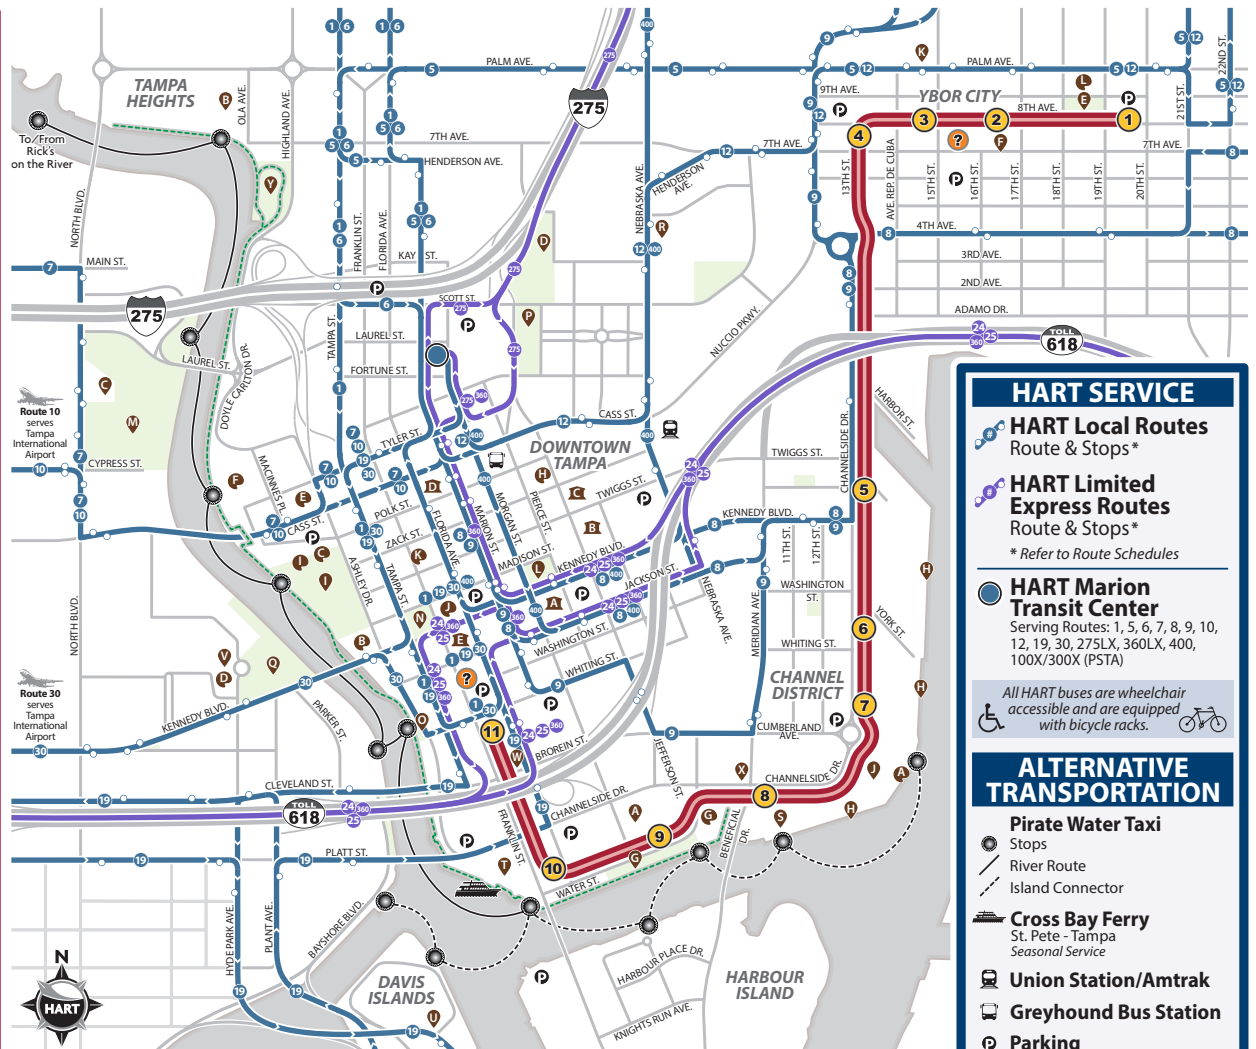 TAMPA
HEIGHTS
YBOR CITY
DOWNTOWN
TAMPA
CHANNEL
DISTRICT
DAVIS
ISLANDS
HARBOUR
ISLAND
To/From
Rick's
on the River
Route 10
serves
Tampa
International
Airport
Route 30
serves
Tampa
International
Airport
PALM AVE.
PALM AVE.
9TH AVE.
8TH AVE.
7TH AVE.
7TH AVE.
7TH AVE.
HENDERSON AVE.
HENDERSON
AVE.
4TH AVE.
3RD AVE.
2ND AVE.
ADAMO DR.
OLA AVE.
HIGHLAND AVE.
NORTH BLVD.
NORTH BLVD.
FRANKLIN ST.
FLORIDA AVE.
NEBRASKA AVE.
13TH ST.
AVE. REP. DE CUBA
15TH ST.
16TH ST.
17TH ST.
18TH ST.
19TH ST.
20TH ST.
21ST ST.
22ND ST.
MAIN ST.
KAY ST.
SCOTT ST.
LAUREL ST.
LAUREL ST.
FORTUNE ST.
TAMPA ST.
DOYLE CARLTON DR.
NUCCIO PKWY.
CASS ST.
TYLER ST.
CYPRESS ST.
MACINNES PL.
CASS ST.
POLK ST.
ZACK ST.
TWIGGS ST.
TWIGGS ST.
MORGAN ST.
PIERCE ST.
MARION ST.
MADISON ST.
FLORIDA AVE.
TAMPA ST.
ASHLEY DR.
KENNEDY BLVD.
KENNEDY BLVD.
KENNEDY BLVD.
JACKSON ST.
WASHINGTON ST.
WHITING ST.
WASHINGTON
ST.
WHITING ST.
11TH ST.
12TH ST.
MERIDIAN AVE.
NEBRASKA AVE.
CHANNELSIDE DR.
HARBOR ST.
YORK ST.
CUMBERLAND
AVE.
JEFFERSON ST.
BROREIN ST.
CHANNELSIDE DR.
CHANNELSIDE DR.
BENEFICIAL
DR.
FRANKLIN ST.
WATER ST.
PARKER ST.
CLEVELAND ST.
PLATT ST.
HYDE PARK AVE.
PLANT AVE.
BAYSHORE BLVD.
HARBOUR PLACE DR.
KNIGHTS RUN AVE.
275
275
TOLL
618
TOLL
618
1
2
3
4
5
6
7
8
9
10
11
N
HART
HART SERVICE
HART Local Routes
Route & Stops*
HART Limited
Express Routes
Route & Stops*
* Refer to Route Schedules
HART Marion
Transit Center
Serving Routes: 1, 5, 6, 7, 8, 9, 10,
12, 19, 30, 275LX, 360LX, 400,
100X/300X (PSTA)
All HART buses are wheelchair
accessible and are equipped
with bicycle racks.
ALTERNATIVE
TRANSPORTATION
Pirate Water Taxi
Stops
River Route
Island Connector
Cross Bay Ferry
St. Pete - Tampa
Seasonal Service
Union Station/Amtrak
Greyhound Bus Station
Parking